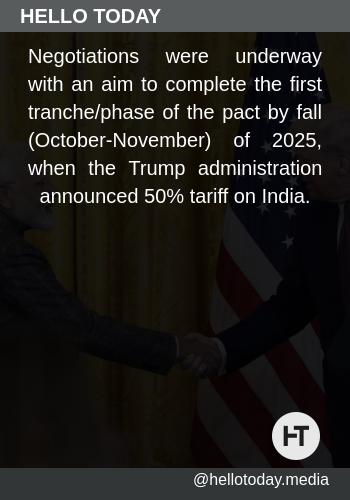 HELLO TODAY
Negotiations were underway
with an aim to complete the first
tranche/phase of the pact by fall
(October-November) of 2025,
when the Trump administration
announced 50% tariff on India.
HT
@hellotoday.media